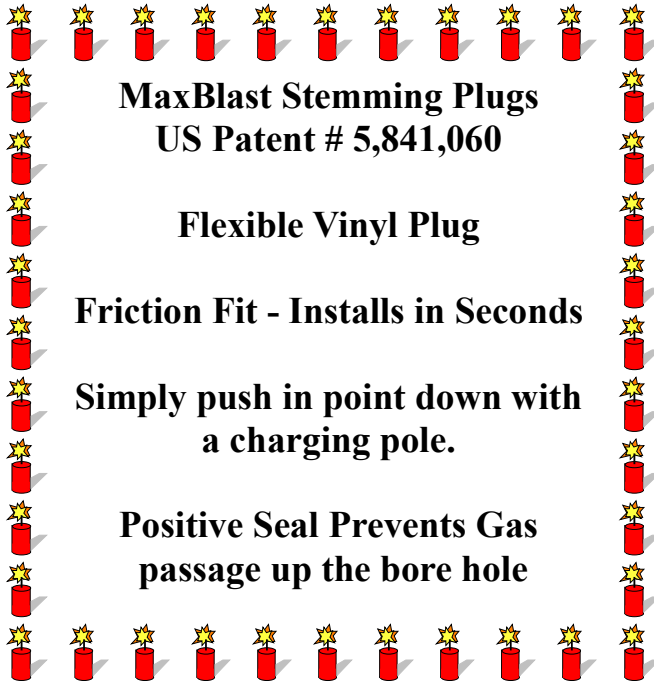 MaxBlast Stemming Plugs
US Patent # 5,841,060
Flexible Vinyl Plug
Friction Fit - Installs in Seconds
Simply push in point down with
a charging pole.
Positive Seal Prevents Gas
passage up the bore hole